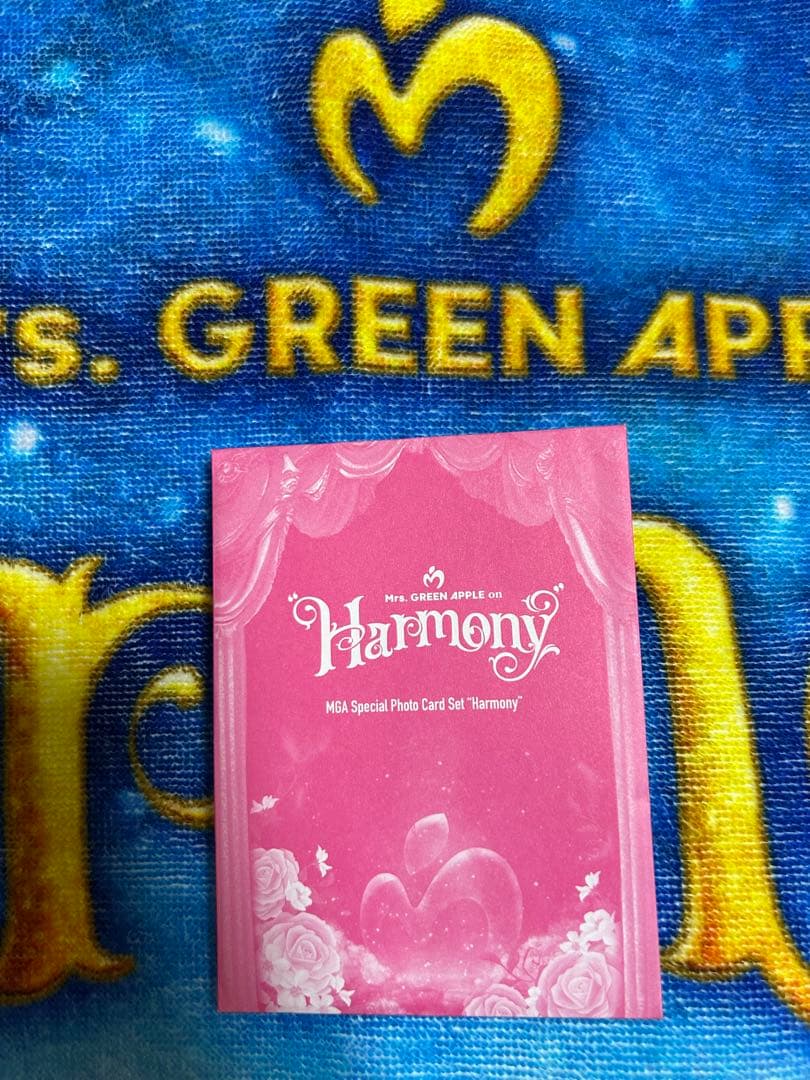 rs. GREEN APP
Mrs. GREEN APPLE on
"Harmony"
MGA Special Photo Card Set "Harmony"